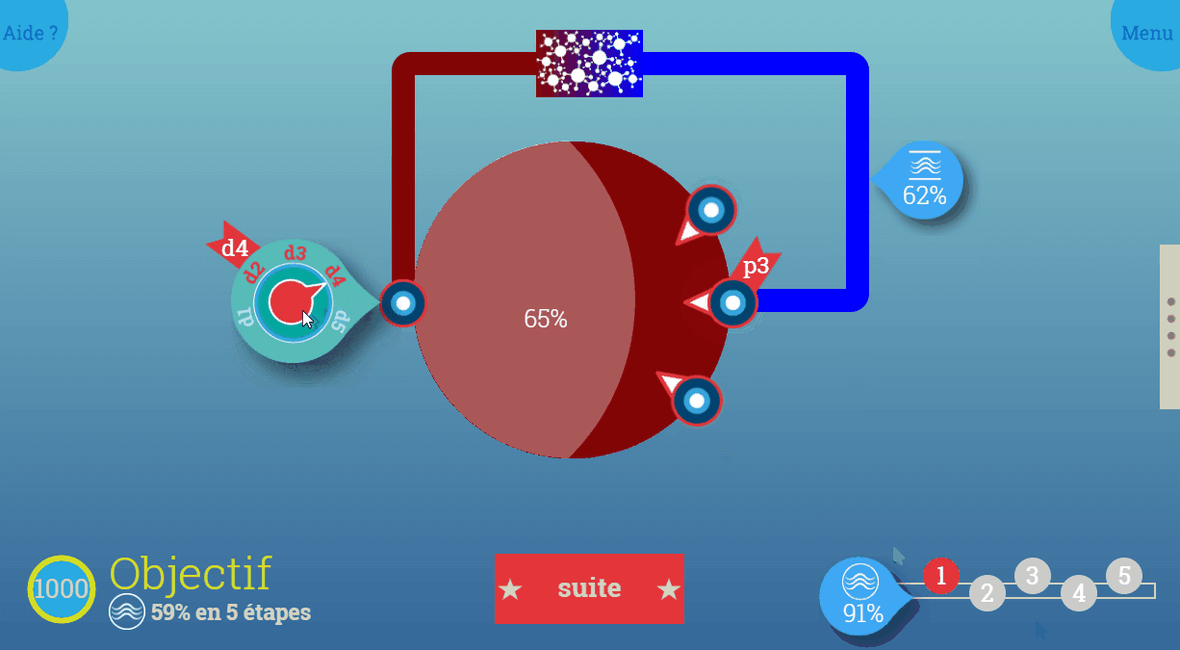 Aide ?
Menu
62%
d4
d1 d2 d3 d4 d5
p3
65%
1000
Objectif
59% en 5 étapes
★ suite ★
91%
1 2 3 4 5